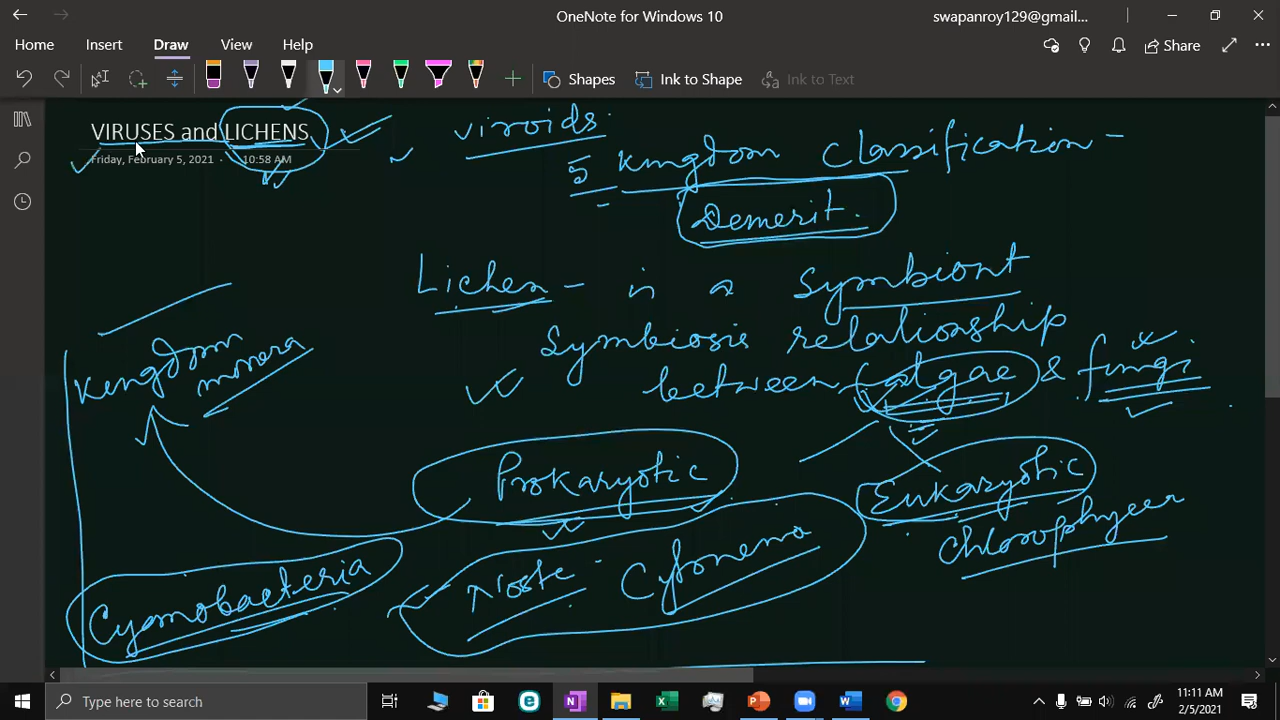 OneNote for Windows 10
swapanroy129@gmail...
Home Insert Draw View Help
Share
Shapes Ink to Shape Ink to Text
VIRUSES and LICHENS
Friday, February 5, 2021 10:58 AM
viroids.
5 Kingdom Classification -
Demerit.
Lichen - is a symbiont
Symbiosis relationship
between algae & fungi
Kingdom
monera
Prokaryotic
Eukaryotic
Chlorophyceer
Nostc - Cytonema
Cyanobacteria
Type here to search
11:11 AM
2/5/2021